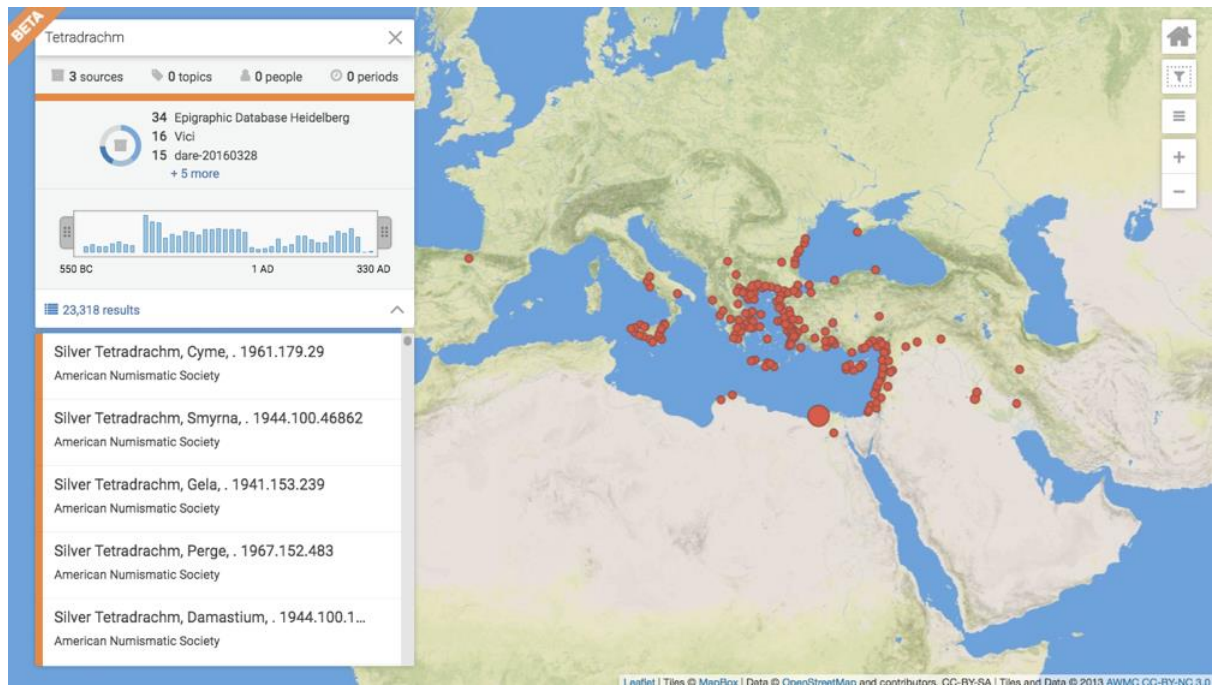 BETA
Tetradrachm
3 sources 0 topics 0 people 0 periods
34 Epigraphic Database Heidelberg
16 Vici
15 dare-20160328
+ 5 more
550 BC 1 AD 330 AD
23,318 results
Silver Tetradrachm, Cyme, . 1961.179.29
American Numismatic Society
Silver Tetradrachm, Smyrna, . 1944.100.46862
American Numismatic Society
Silver Tetradrachm, Gela, . 1941.153.239
American Numismatic Society
Silver Tetradrachm, Perge, . 1967.152.483
American Numismatic Society
Silver Tetradrachm, Damastium, . 1944.100.1...
American Numismatic Society
Leaflet | Tiles © MapBox | Data © OpenStreetMap and contributors, CC-BY-SA | Tiles and Data © 2013 AWMC CC-BY-NC 3.0